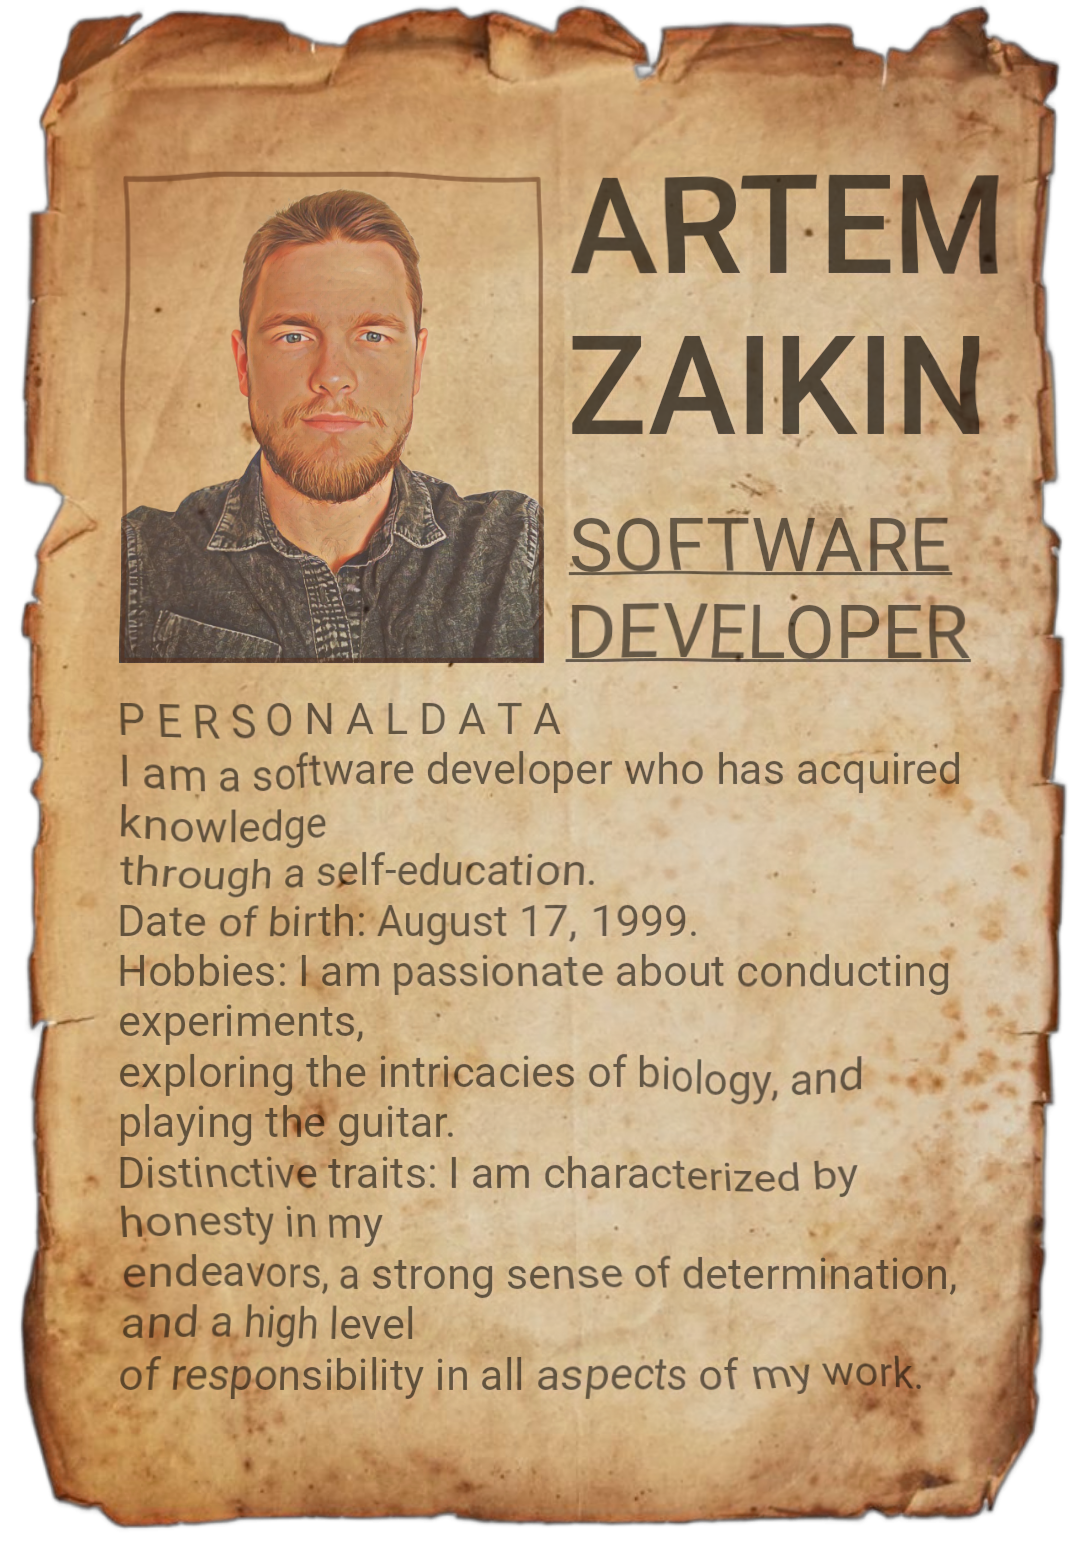 ARTEM
ZAIKIN
SOFTWARE
DEVELOPER
P E R S O N A L D A T A
I am a software developer who has acquired
knowledge
through a self-education.
Date of birth: August 17, 1999.
Hobbies: I am passionate about conducting
experiments,
exploring the intricacies of biology, and
playing the guitar.
Distinctive traits: I am characterized by
honesty in my
endeavors, a strong sense of determination,
and a high level
of responsibility in all aspects of my work.